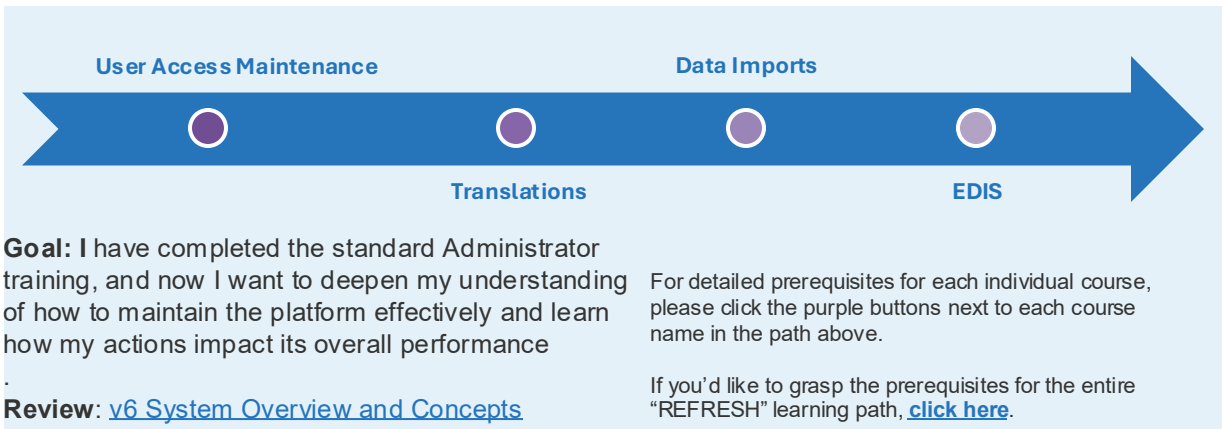 User Access Maintenance
Data Imports
Translations
EDIS
Goal: I have completed the standard Administrator
training, and now I want to deepen my understanding
of how to maintain the platform effectively and learn
how my actions impact its overall performance
.
Review: v6 System Overview and Concepts
For detailed prerequisites for each individual course,
please click the purple buttons next to each course
name in the path above.
If you’d like to grasp the prerequisites for the entire
“REFRESH” learning path, click here.